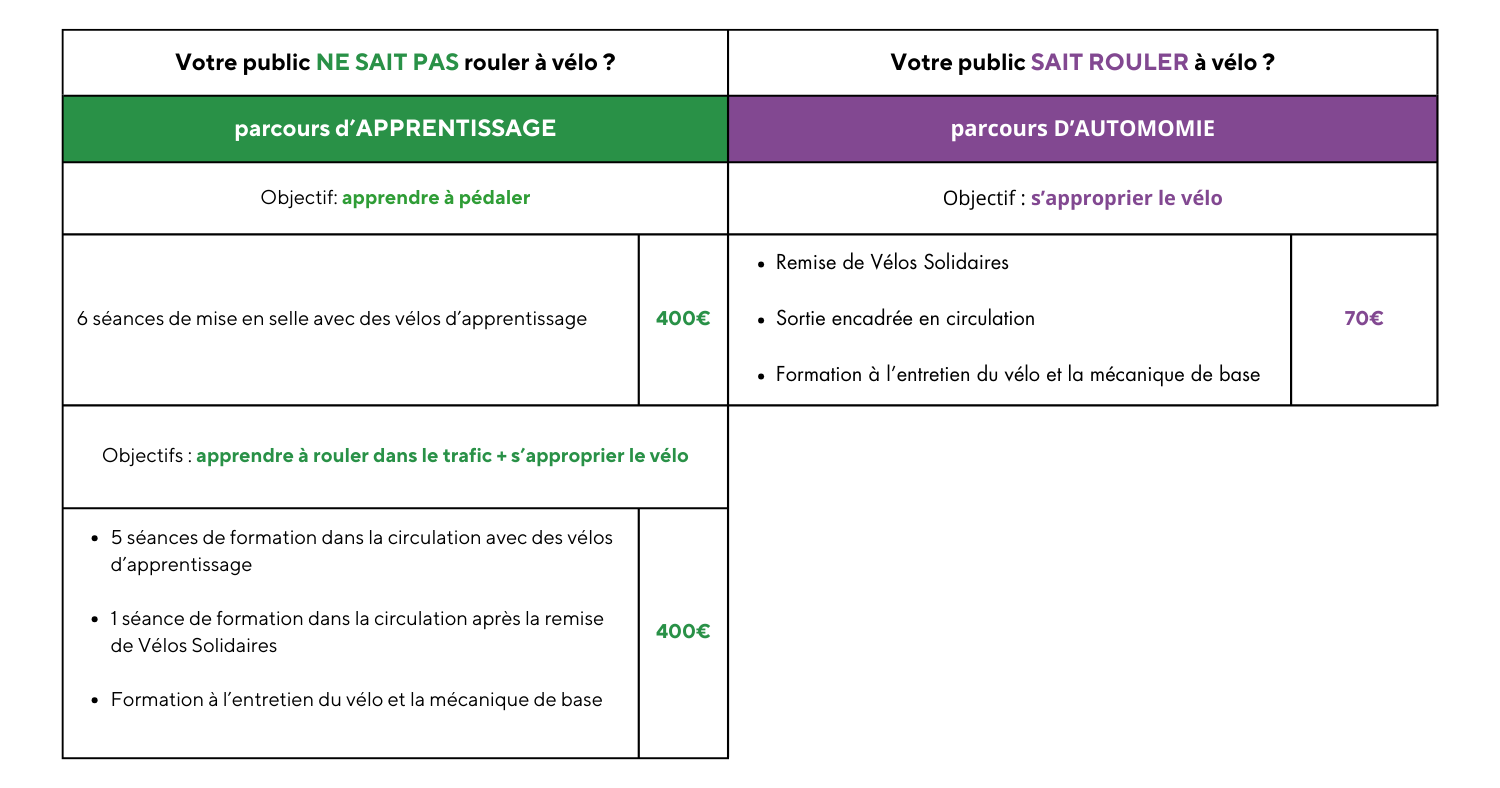 Votre public NE SAIT PAS rouler à vélo ?
parcours d'APPRENTISSAGE
Objectif: apprendre à pédaler
6 séances de mise en selle avec des vélos d'apprentissage
400€
Objectifs : apprendre à rouler dans le trafic + s'approprier le vélo
• 5 séances de formation dans la circulation avec des vélos
d'apprentissage
• 1 séance de formation dans la circulation après la remise
de Vélos Solidaires
• Formation à l'entretien du vélo et la mécanique de base
400€
Votre public SAIT ROULER à vélo ?
parcours D'AUTOMOMIE
Objectif : s'approprier le vélo
• Remise de Vélos Solidaires
• Sortie encadrée en circulation
• Formation à l'entretien du vélo et la mécanique de base
70€